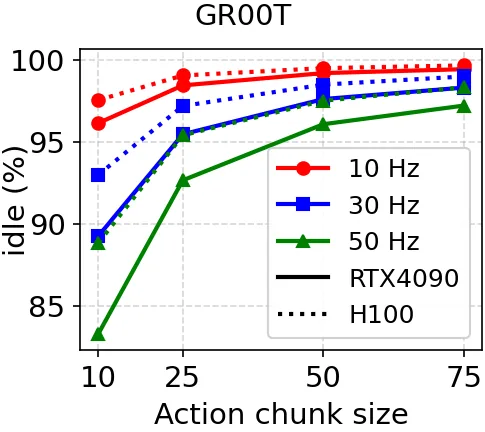 GR00T
100
95
90
85
idle (%)
10 Hz
30 Hz
50 Hz
RTX4090
H100
10 25 50 75
Action chunk size